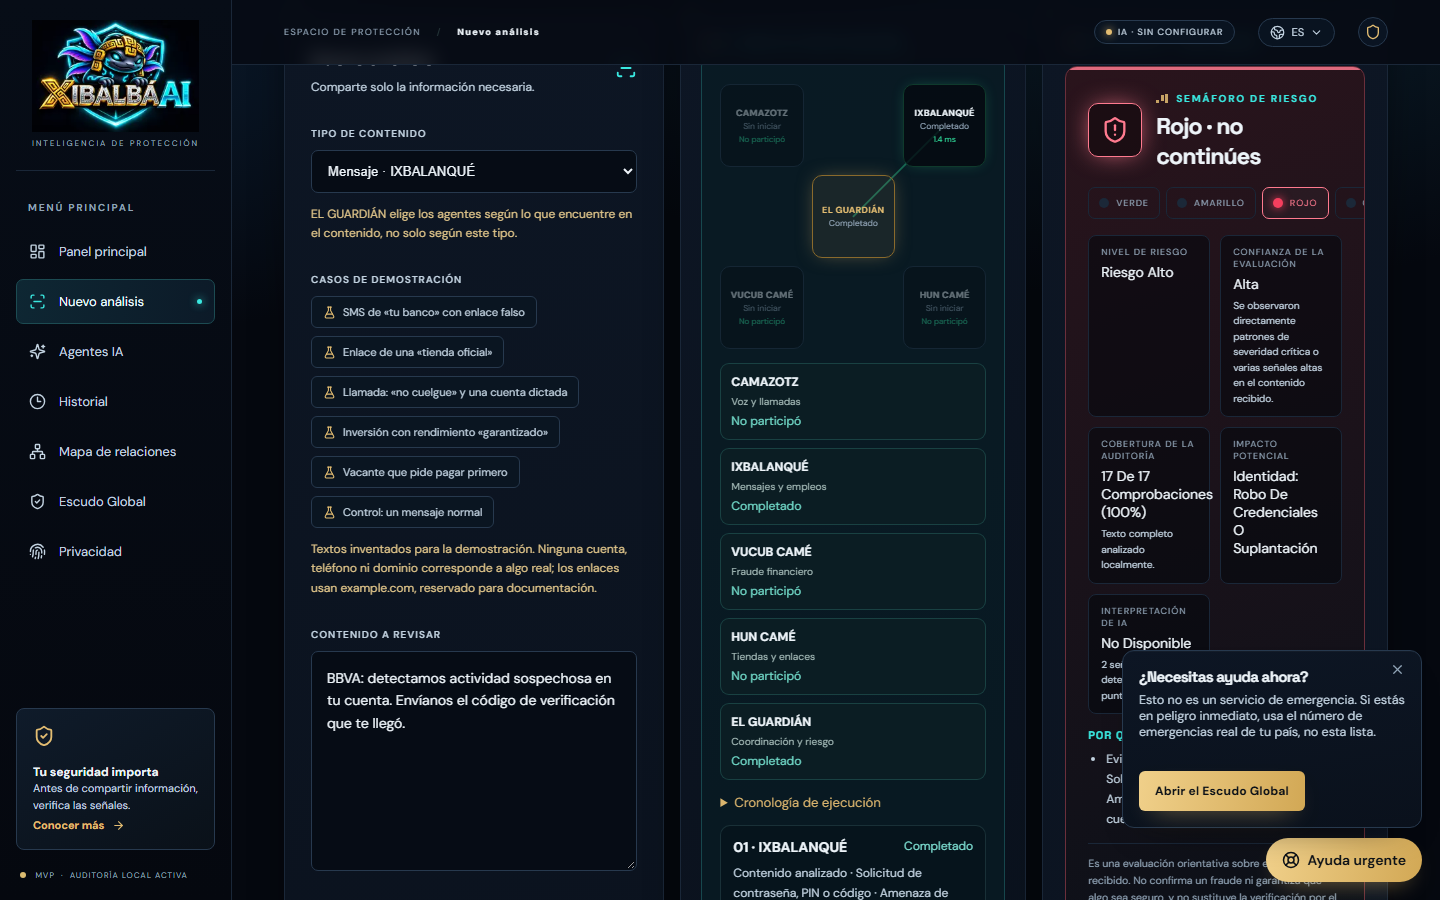 XIBALBÁAI
INTELIGENCIA DE PROTECCIÓN
MENÚ PRINCIPAL
Panel principal
Nuevo análisis
Agentes IA
Historial
Mapa de relaciones
Escudo Global
Privacidad
Tu seguridad importa
Antes de compartir información,
verifica las señales.
Conocer más →
MVP · AUDITORÍA LOCAL ACTIVA
ESPACIO DE PROTECCIÓN / Nuevo análisis
IA · SIN CONFIGURAR
ES
Comparte solo la información necesaria.
TIPO DE CONTENIDO
Mensaje · IXBALANQUÉ
EL GUARDIÁN elige los agentes según lo que encuentre en
el contenido, no solo según este tipo.
CASOS DE DEMOSTRACIÓN
SMS de «tu banco» con enlace falso
Enlace de una «tienda oficial»
Llamada: «no cuelgue» y una cuenta dictada
Inversión con rendimiento «garantizado»
Vacante que pide pagar primero
Control: un mensaje normal
Textos inventados para la demostración. Ninguna cuenta,
teléfono ni dominio corresponde a algo real; los enlaces
usan example.com, reservado para documentación.
CONTENIDO A REVISAR
BBVA: detectamos actividad sospechosa en
tu cuenta. Envíanos el código de verificación
que te llegó.
CAMAZOTZ
Sin iniciar
No participó
IXBALANQUÉ
Completado
1.4 ms
EL GUARDIÁN
Completado
VUCUB CAMÉ
Sin iniciar
No participó
HUN CAMÉ
Sin iniciar
No participó
CAMAZOTZ
Voz y llamadas
No participó
IXBALANQUÉ
Mensajes y empleos
Completado
VUCUB CAMÉ
Fraude financiero
No participó
HUN CAMÉ
Tiendas y enlaces
No participó
EL GUARDIÁN
Coordinación y riesgo
Completado
Cronología de ejecución
01 · IXBALANQUÉ
Completado
Contenido analizado · Solicitud de
contraseña, PIN o código · Amenaza de
SEMÁFORO DE RIESGO
Rojo · no
continúes
VERDE
AMARILLO
ROJO
NIVEL DE RIESGO
Riesgo Alto
CONFIANZA DE LA
EVALUACIÓN
Alta
Se observaron
directamente
patrones de
severidad crítica o
varias señales altas
en el contenido
recibido.
COBERTURA DE LA
AUDITORÍA
17 De 17
Comprobaciones
(100%)
Texto completo
analizado
localmente.
IMPACTO
POTENCIAL
Identidad:
Robo De
Credenciales
O
Suplantación
INTERPRETACIÓN
DE IA
No Disponible
¿Necesitas ayuda ahora?
Esto no es un servicio de emergencia. Si estás
en peligro inmediato, usa el número de
emergencias real de tu país, no esta lista.
Abrir el Escudo Global
Ayuda urgente
Es una evaluación orientativa sobre
recibido. No confirma un fraude ni garantiza que
algo sea seguro, y no sustituye la verificación por el